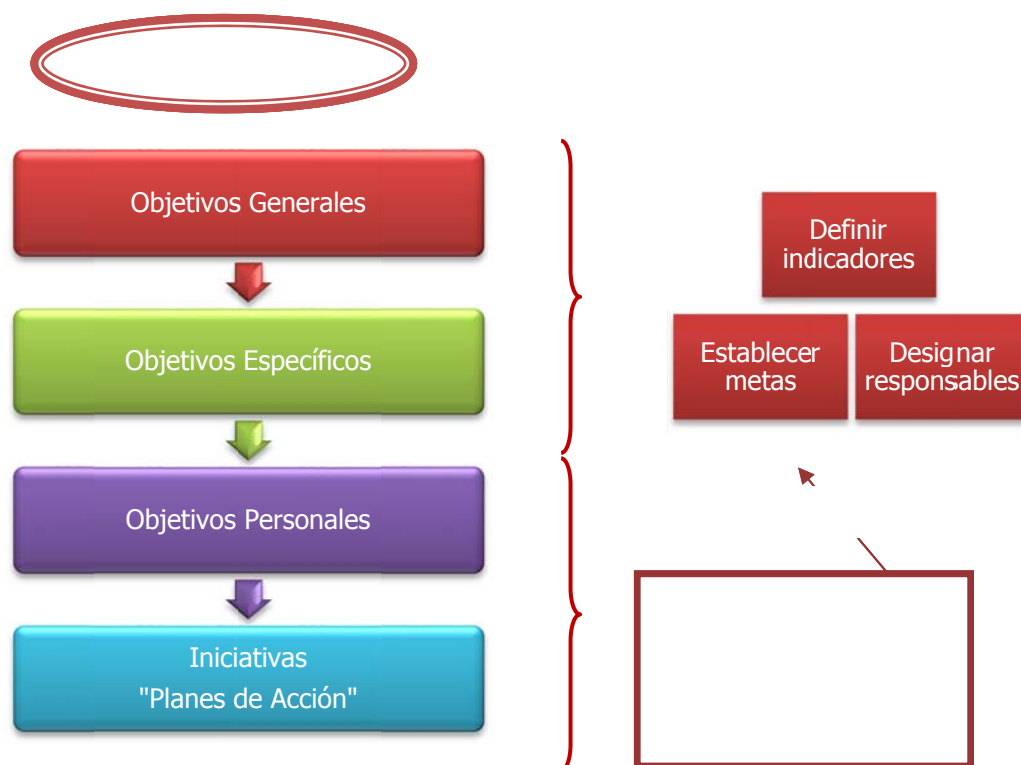 Objetivos Generales
Objetivos Específicos
Objetivos Personales
Iniciativas
"Planes de Acción"
Definir
indicadores
Establecer
metas
Designar
responsables